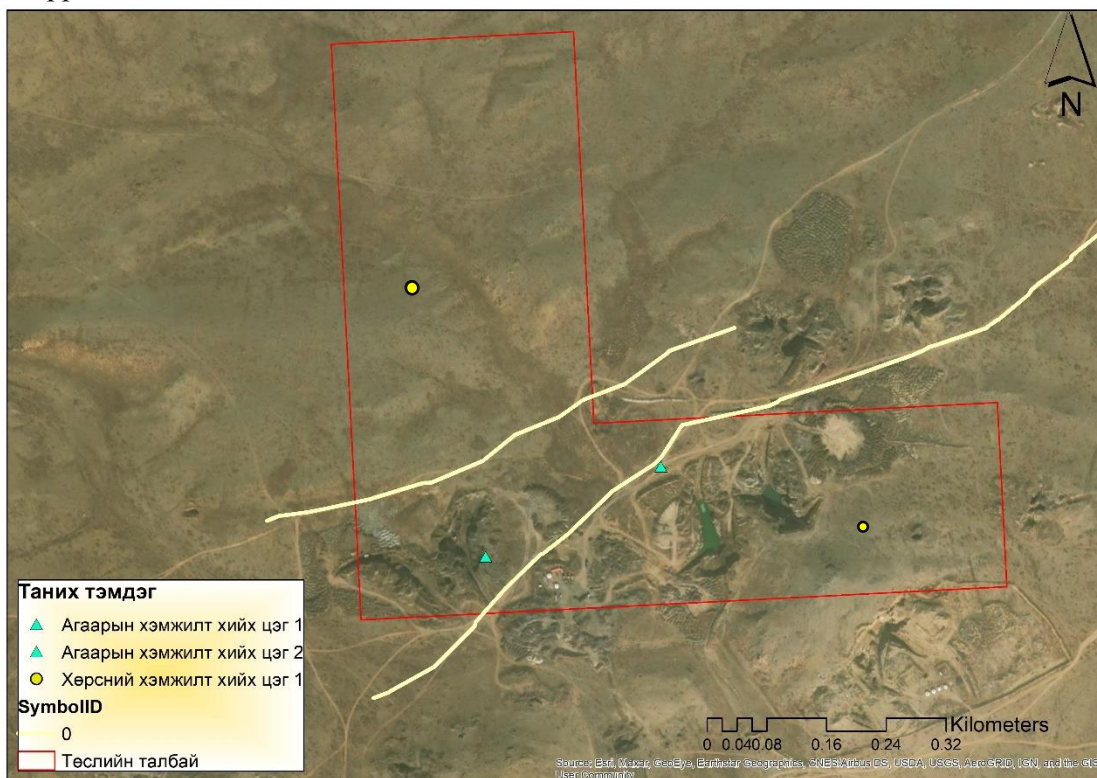 N
Таних тэмдэг
Агаарын хэмжилт хийх цэг 1
Агаарын хэмжилт хийх цэг 2
Хөрсний хэмжилт хийх цэг 1
SymbolID
0
Төслийн талбай
Kilometers
0 0.040.08 0.16 0.24 0.32
Source: Esri, Maxar, GeoEye, Earthstar Geographics, CNES/Airbus DS, USDA, USGS, AeroGRID, IGN, and the GIS
User Community